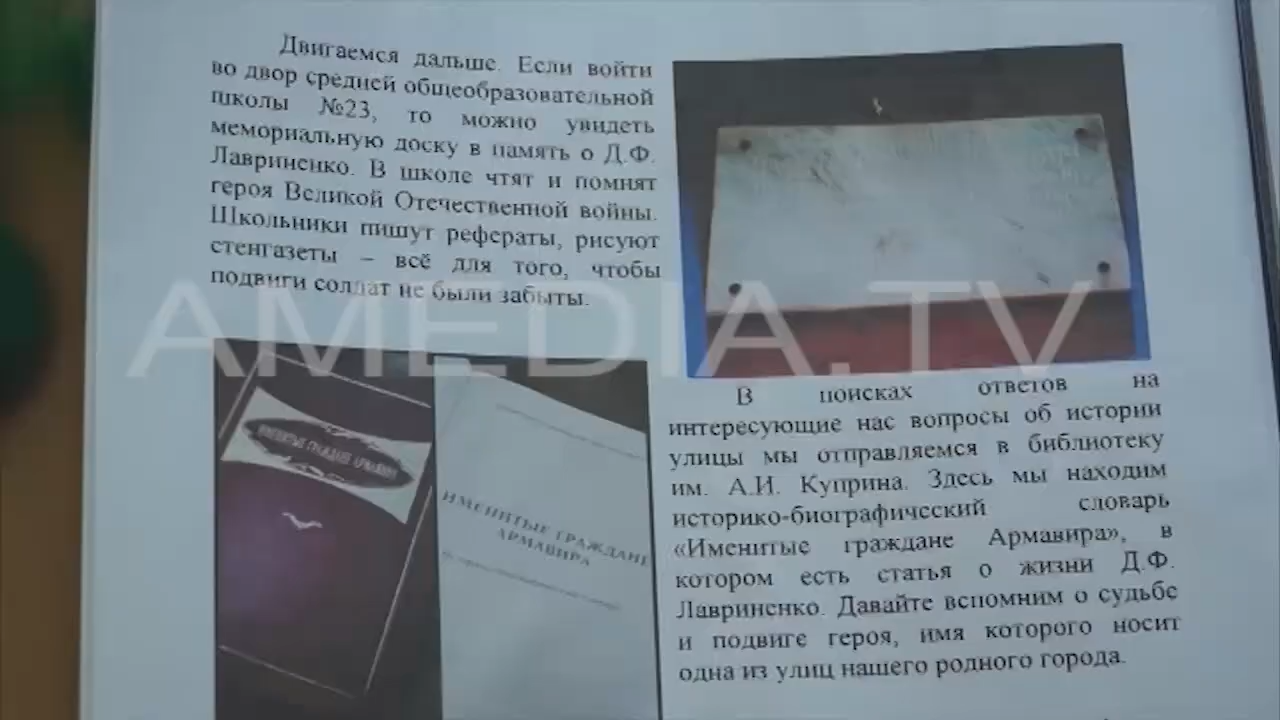 Двигаемся дальше. Если войти
во двор средней общеобразовательной
школы №23, то можно увидеть
мемориальную доску в память о Д.Ф.
Лавриненко. В школе чтят и помнят
героя Великой Отечественной войны.
Школьники пишут рефераты, рисуют
стенгазеты – всё для того, чтобы
подвиги солдат не были забыты.
AMEDIA.TV
ИМЕНИТЫЕ ГРАЖДАНЕ АРМАВИРА
ИМЕНИТЫЕ ГРАЖДАНЕ
АРМАВИРА
В поисках ответов на
интересующие нас вопросы об истории
улицы мы отправляемся в библиотеку
им. А.И. Куприна. Здесь мы находим
историко-биографический словарь
«Именитые граждане Армавира», в
котором есть статья о жизни Д.Ф.
Лавриненко. Давайте вспомним о судьбе
и подвиге героя, имя которого носит
одна из улиц нашего родного города.